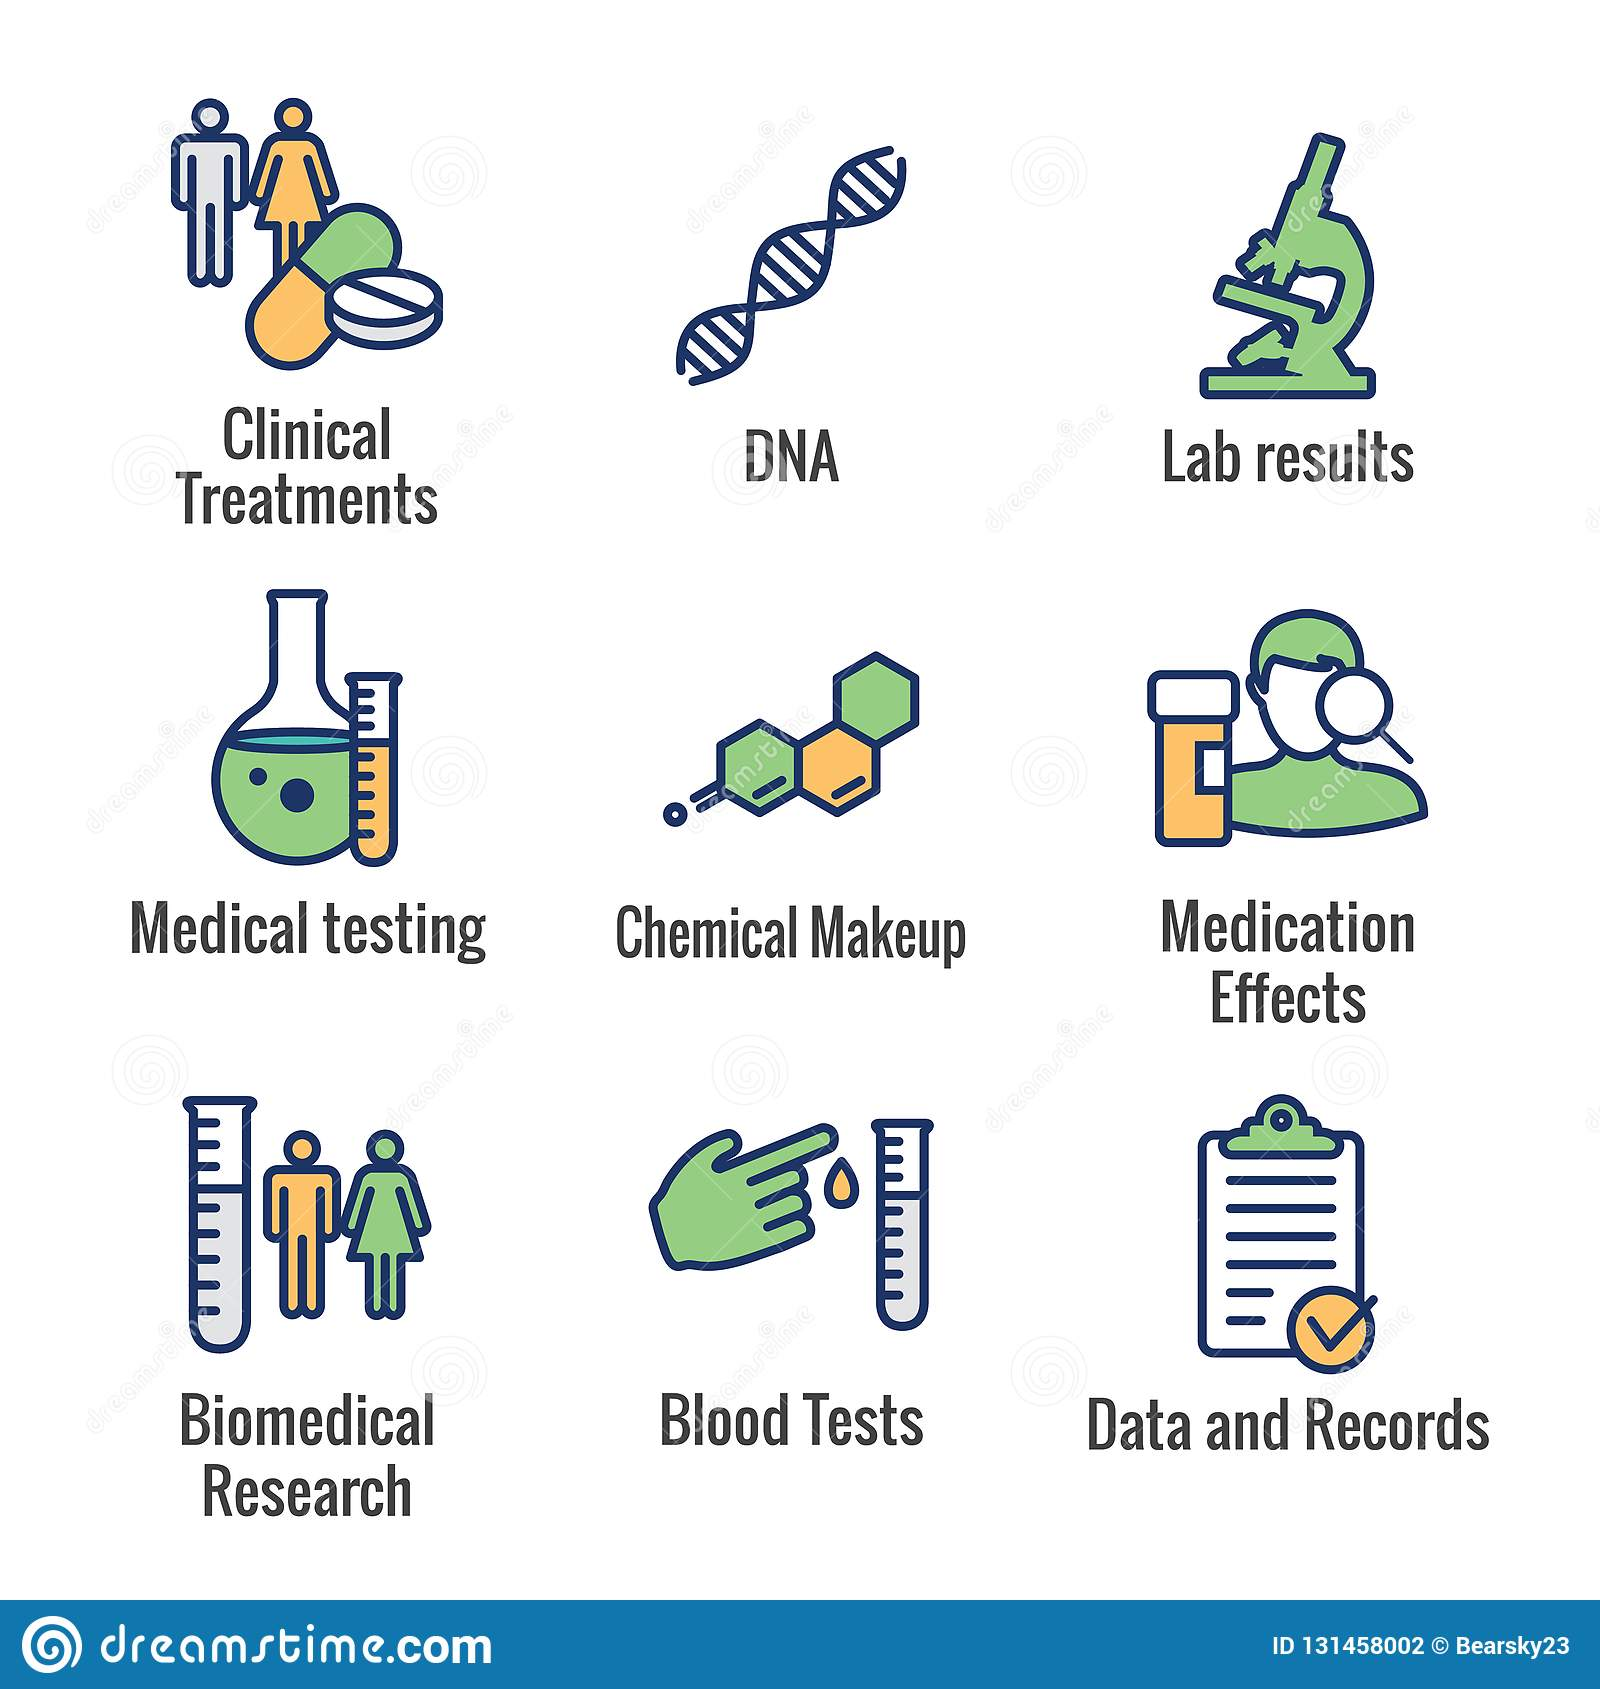 Clinical
Treatments
DNA
Lab results
Medical testing
Chemical Makeup
Medication
Effects
Biomedical
Research
Blood Tests
Data and Records
dreamstime.com
ID 131458002 © Bearsky23